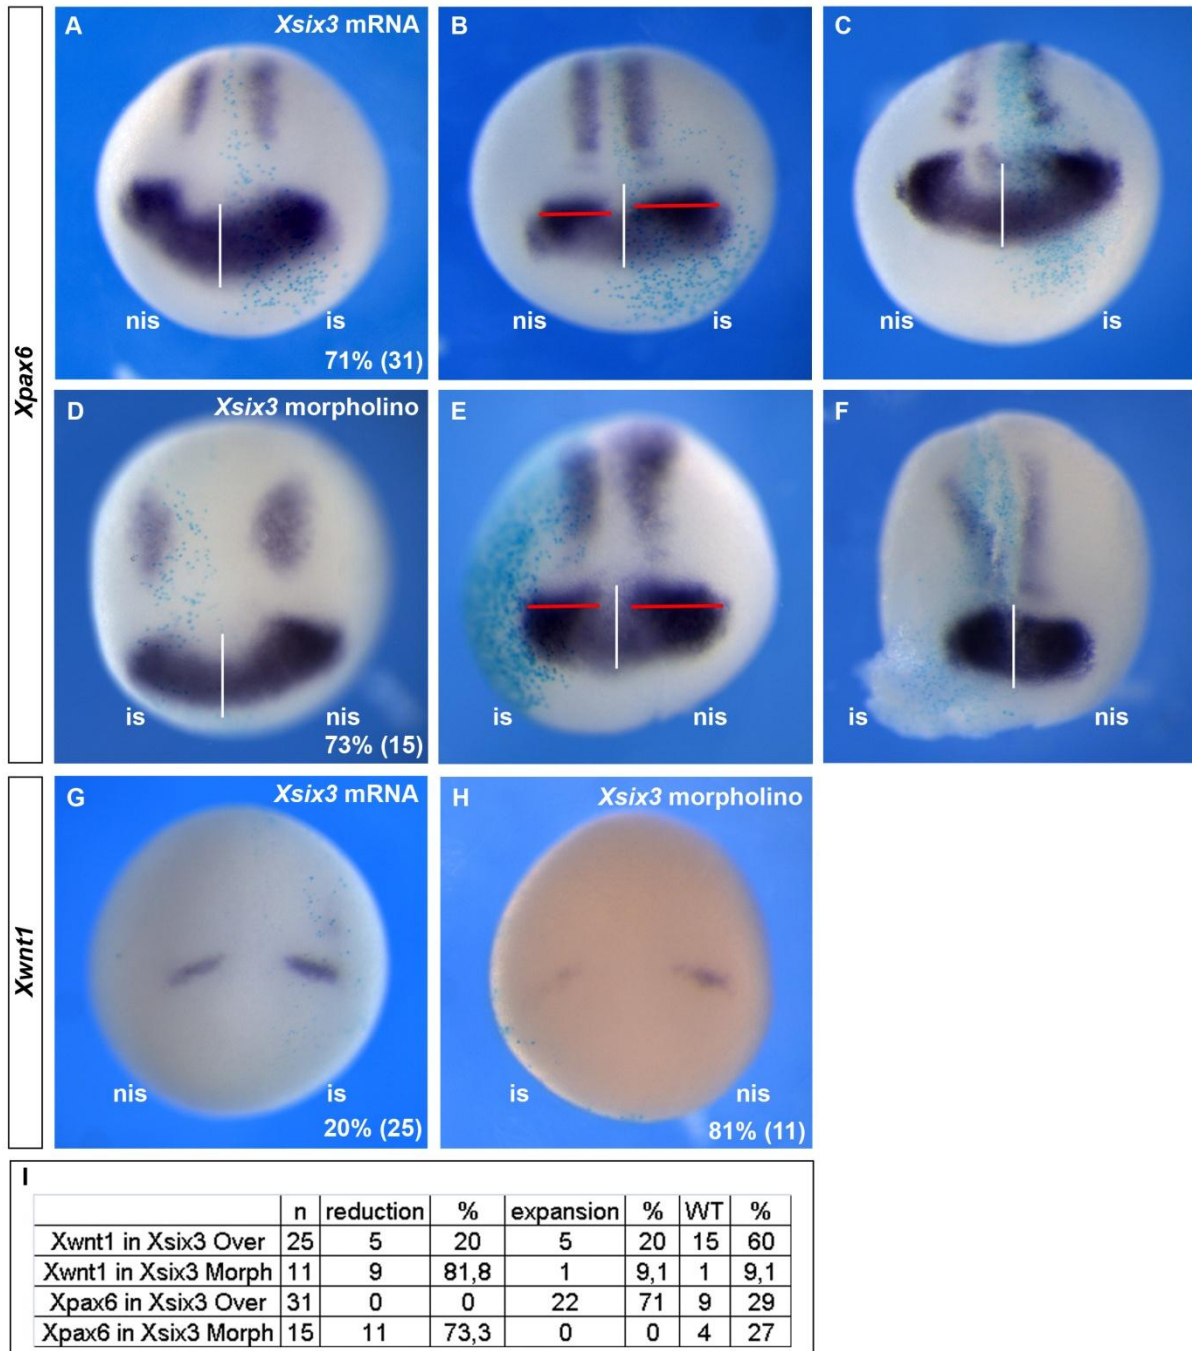 A
Xsix3 mRNA
B
C
nis
is
nis
is
nis
is
71% (31)
Xpax6
D
Xsix3 morpholino
E
F
is
nis
is
nis
is
nis
73% (15)
G
Xsix3 mRNA
H
Xsix3 morpholino
Xwnt1
nis
is
is
nis
20% (25)
81% (11)
I
n reduction % expansion % WT %
Xwnt1 in Xsix3 Over 25 5 20 5 20 15 60
Xwnt1 in Xsix3 Morph 11 9 81,8 1 9,1 1 9,1
Xpax6 in Xsix3 Over 31 0 0 22 71 9 29
Xpax6 in Xsix3 Morph 15 11 73,3 0 0 4 27